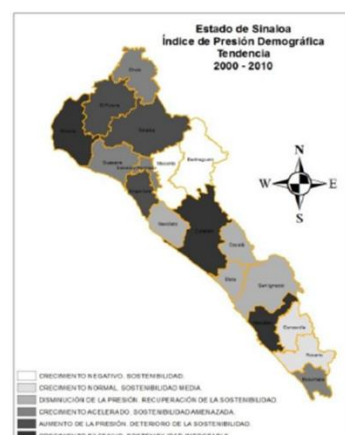 Estado de Sinaloa
Índice de Presión Demográfica
Tendencia
2000 - 2010
Choix
El Fuerte
Ahome
Sinaloa
Guasave
Mocorito
Badiraguato
Angostura
Navolato
Culiacán
Cosalá
Elota
San Ignacio
Mazatlán
Concordia
Rosario
Escuinapa
N
W
E
S
CRECIMIENTO NEGATIVO. SOSTENIBILIDAD.
CRECIMIENTO NORMAL. SOSTENIBILIDAD MEDIA.
DISMINUCIÓN DE LA PRESIÓN. RECUPERACIÓN DE LA SOSTENIBILIDAD
CRECIMIENTO ACELERADO. SOSTENIBILIDAD AMENAZADA.
AUMENTO DE LA PRESIÓN. DETERIORO DE LA SOSTENIBILIDAD.